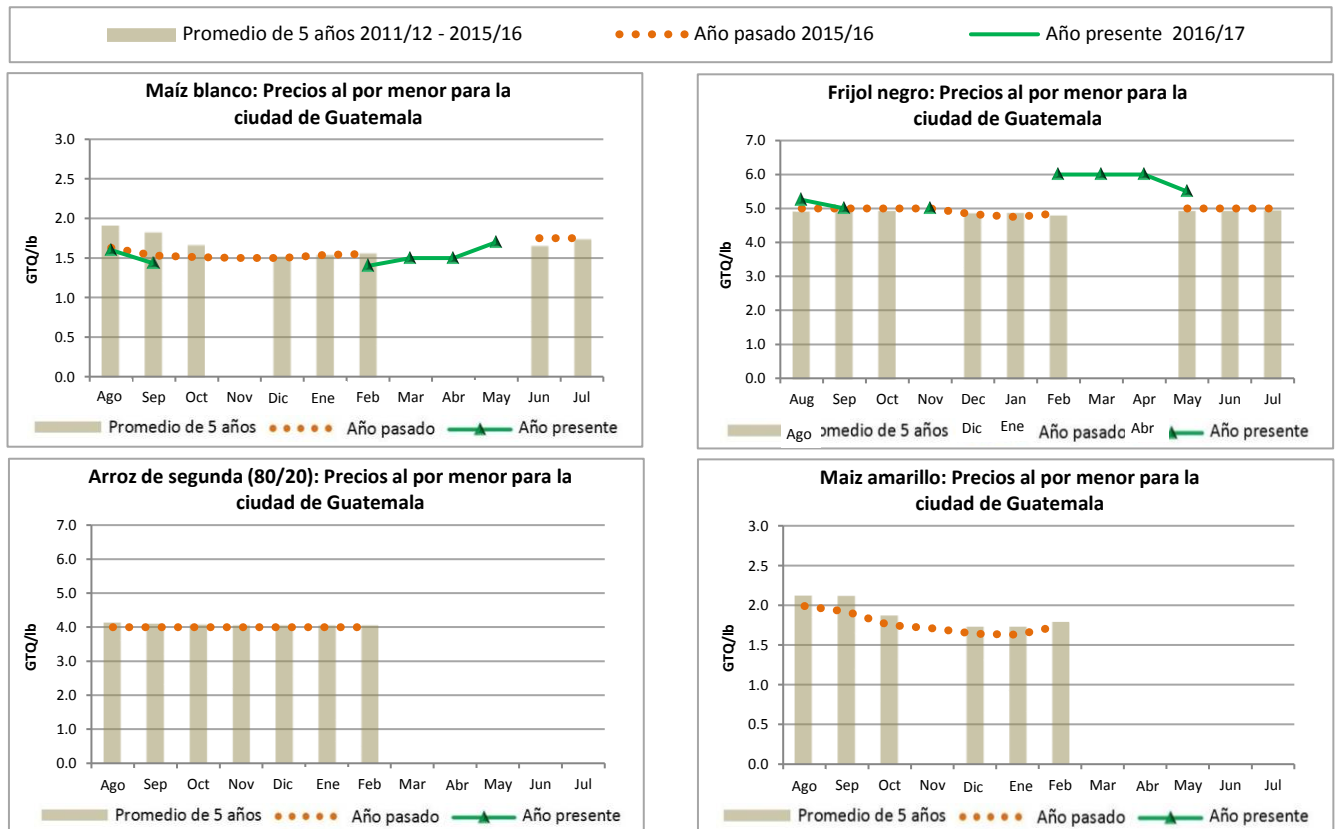 Promedio de 5 años 2011/12 - 2015/16 Año pasado 2015/16 Año presente 2016/17
Maíz blanco: Precios al por menor para la
ciudad de Guatemala
3.0
2.5
2.0
1.5
1.0
0.5
0.0
GTQ/lb
Ago Sep Oct Nov Dic Ene Feb Mar Abr May Jun Jul
Promedio de 5 años Año pasado Año presente
Frijol negro: Precios al por menor para la
ciudad de Guatemala
7.0
6.0
5.0
4.0
3.0
2.0
1.0
0.0
GTQ/lb
Aug Sep Oct Nov Dec Jan Feb Mar Apr May Jun Jul
Ago omedio de 5 años Dic Ene Año pasado Abr Año presente
Arroz de segunda (80/20): Precios al por menor para la
ciudad de Guatemala
7.0
6.0
5.0
4.0
3.0
2.0
1.0
0.0
GTQ/lb
Ago Sep Oct Nov Dic Ene Feb Mar Abr May Jun Jul
Promedio de 5 años Año pasado Año presente
Maiz amarillo: Precios al por menor para la
ciudad de Guatemala
3.0
2.5
2.0
1.5
1.0
0.5
0.0
GTQ/lb
Ago Sep Oct Nov Dic Ene Feb Mar Abr May Jun Jul
Promedio de 5 años Año pasado Año presente